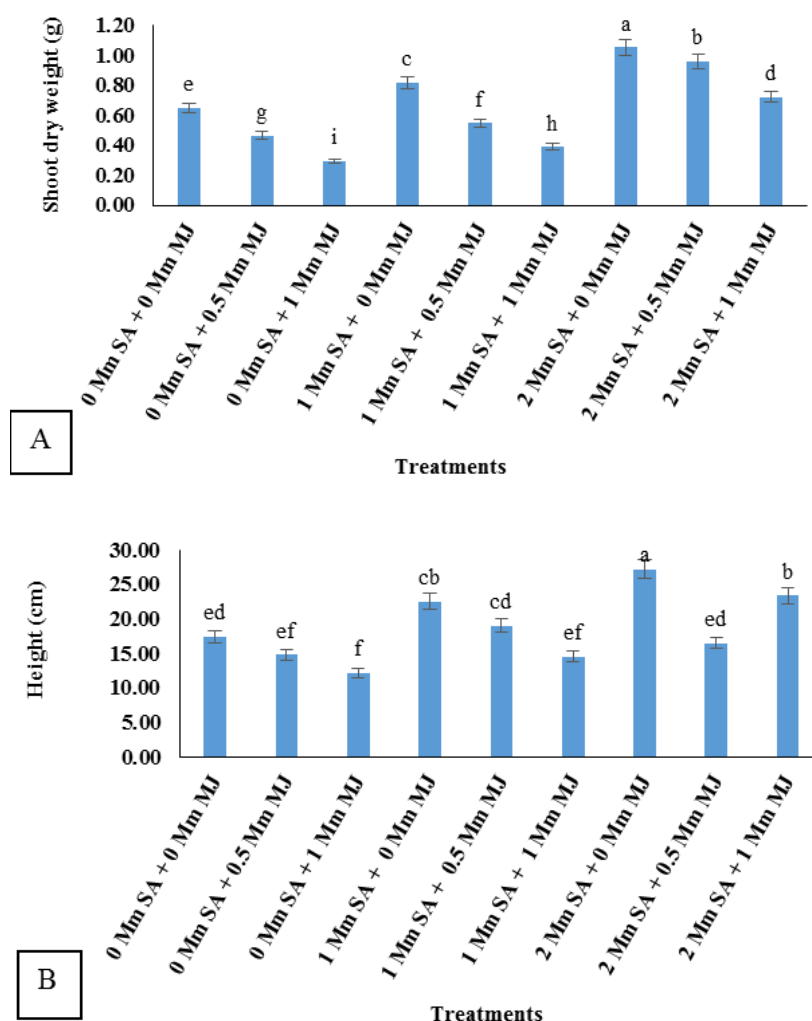 Shoot dry weight (g)
1.20
1.00
0.80
0.60
0.40
0.20
0.00
e
g
i
c
f
h
a
b
d
0 Mm SA + 0 Mm MJ
0 Mm SA + 0.5 Mm MJ
0 Mm SA + 1 Mm MJ
1 Mm SA + 0 Mm MJ
1 Mm SA + 0.5 Mm MJ
1 Mm SA + 1 Mm MJ
2 Mm SA + 0 Mm MJ
2 Mm SA + 0.5 Mm MJ
2 Mm SA + 1 Mm MJ
A
Treatments
Height (cm)
30.00
25.00
20.00
15.00
10.00
5.00
0.00
ed
ef
f
cb
cd
ef
a
ed
b
0 Mm SA + 0 Mm MJ
0 Mm SA + 0.5 Mm MJ
0 Mm SA + 1 Mm MJ
1 Mm SA + 0 Mm MJ
1 Mm SA + 0.5 Mm MJ
1 Mm SA + 1 Mm MJ
2 Mm SA + 0 Mm MJ
2 Mm SA + 0.5 Mm MJ
2 Mm SA + 1 Mm MJ
B
Treatments